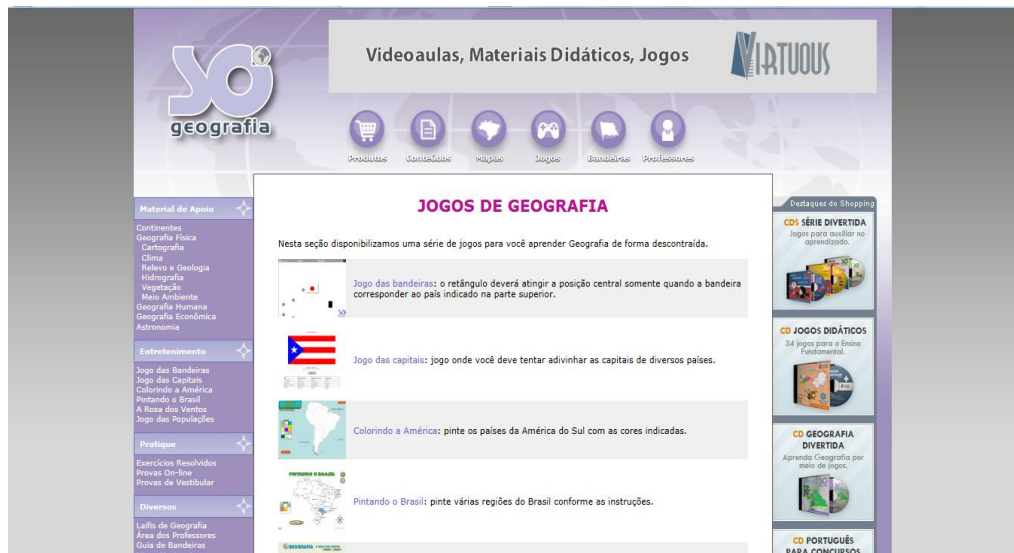 Videoaulas, Materiais Didáticos, Jogos
VIRTUOUS
só
geografia
Produtos
Conteúdos
Mapas
Jogos
Bandeiras
Professores
Material de Apoio
Continentes
Geografia Física
Cartografia
Clima
Relevo e Geologia
Hidrografia
Vegetação
Meio Ambiente
Geografia Humana
Geografia Econômica
Astronomia
Entretenimento
Jogo das Bandeiras
Jogo das Capitais
Colorindo a América
Pintando o Brasil
A Rosa dos Ventos
Jogo das Populações
Pratique
Exercícios Resolvidos
Provas On-line
Provas de Vestibular
Diversos
Laifis de Geografia
Área dos Professores
Guia de Bandeiras
JOGOS DE GEOGRAFIA
Nesta seção disponibilizamos uma série de jogos para você aprender Geografia de forma descontraída.
Jogo das bandeiras: o retângulo deverá atingir a posição central somente quando a bandeira
corresponder ao país indicado na parte superior.
Jogo das capitais: jogo onde você deve tentar adivinhar as capitais de diversos países.
Colorindo a América: pinte os países da América do Sul com as cores indicadas.
PINTANDO O BRASIL
Pintando o Brasil: pinte várias regiões do Brasil conforme as instruções.
Destaques do Shopping
CDS SÉRIE DIVERTIDA
Jogos para auxiliar no
aprendizado.
CD JOGOS DIDÁTICOS
34 jogos para o Ensino
Fundamental.
CD GEOGRAFIA
DIVERTIDA
Aprenda Geografia por
meio de jogos.
CD PORTUGUÊS
PARA CONCURSOS